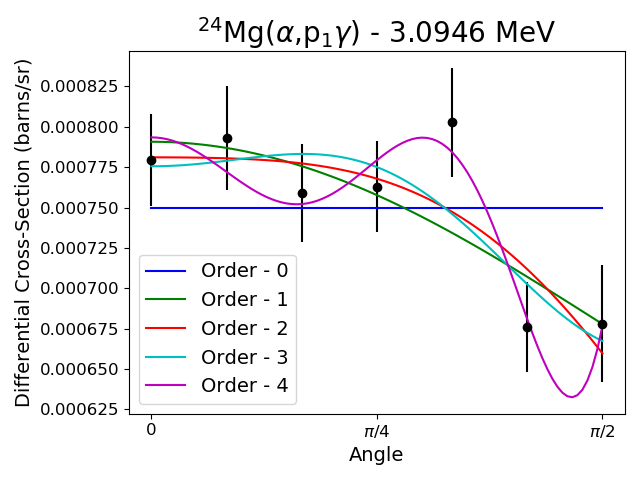 ²⁴Mg(α,p₁γ) - 3.0946 MeV
Differential Cross-Section (barns/sr)
0.000825
0.000800
0.000775
0.000750
0.000725
0.000700
0.000675
0.000650
0.000625
Order - 0
Order - 1
Order - 2
Order - 3
Order - 4
0 π/4 π/2
Angle